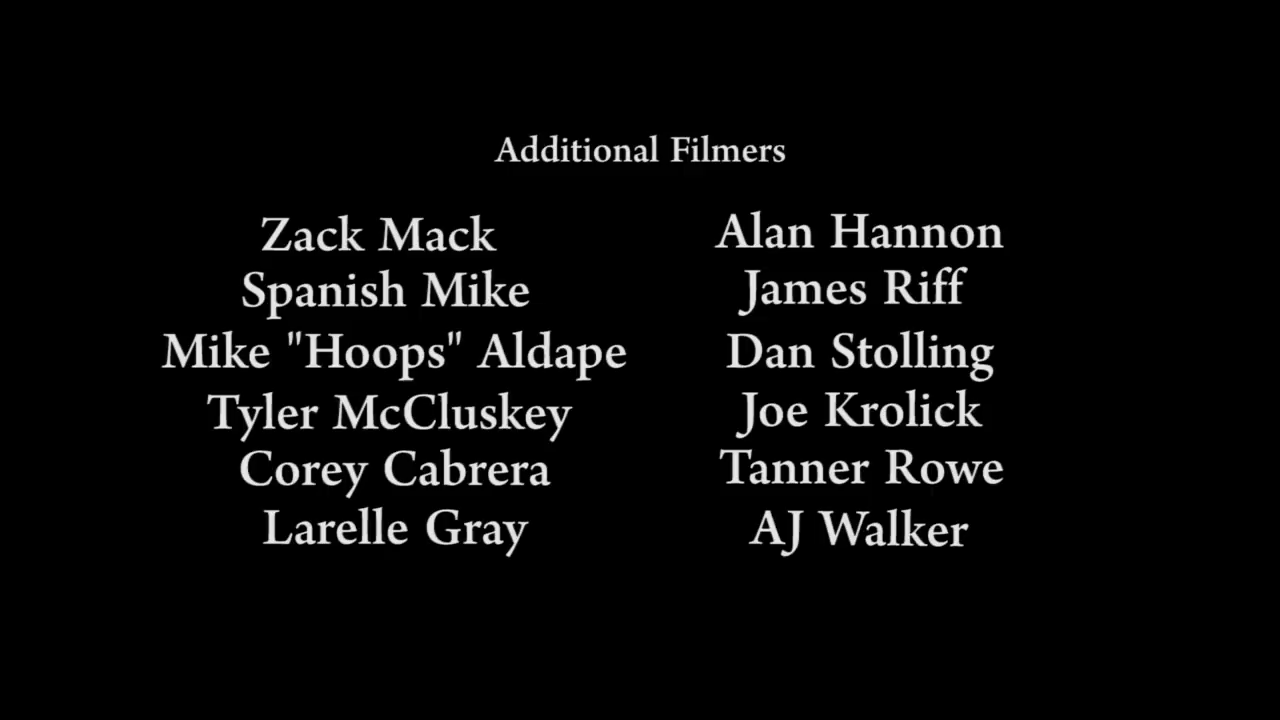 Additional Filmers
Zack Mack
Spanish Mike
Mike "Hoops" Aldape
Tyler McCluskey
Corey Cabrera
Larelle Gray
Alan Hannon
James Riff
Dan Stolling
Joe Krolick
Tanner Rowe
AJ Walker